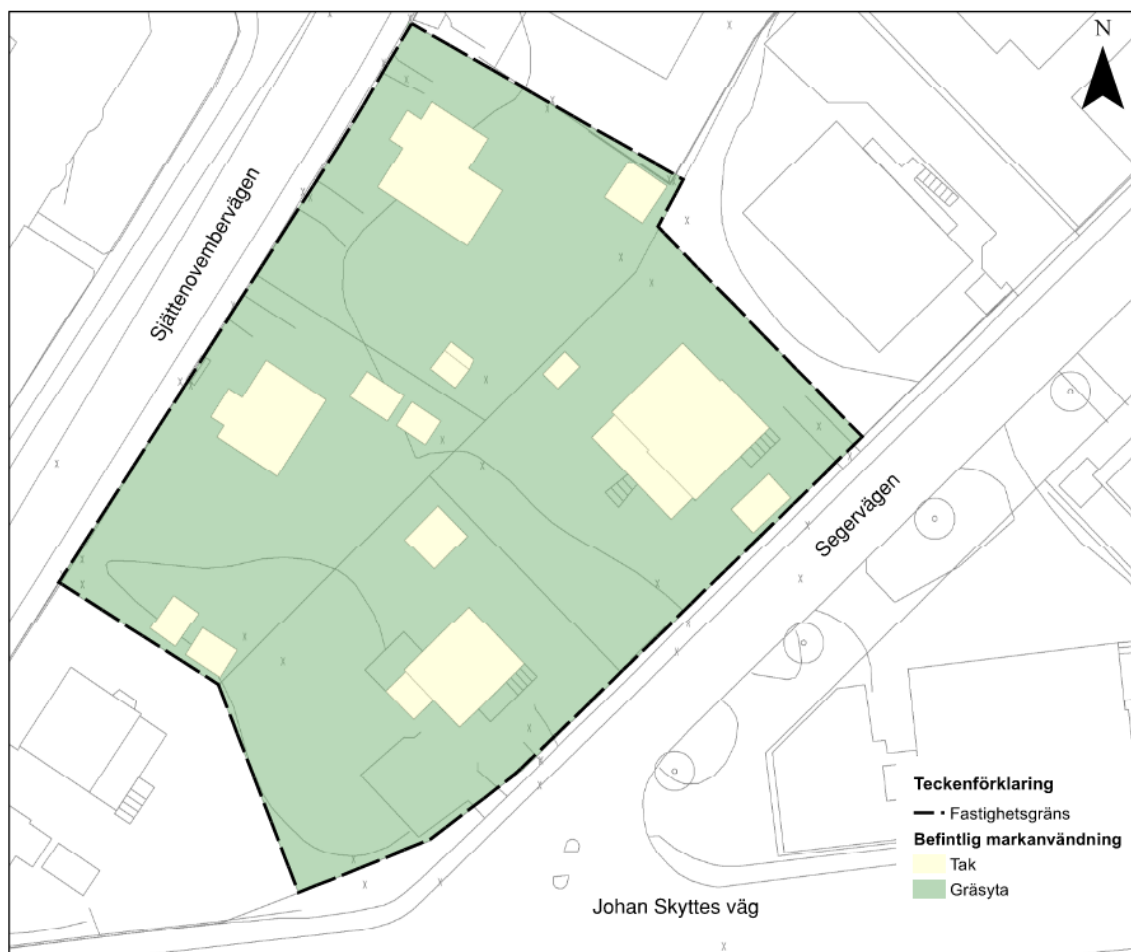 N
Sjättenovembervägen
Segervägen
Johan Skyttes väg
Teckenförklaring
Fastighetsgräns
Befintlig markanvändning
Tak
Gräsyta